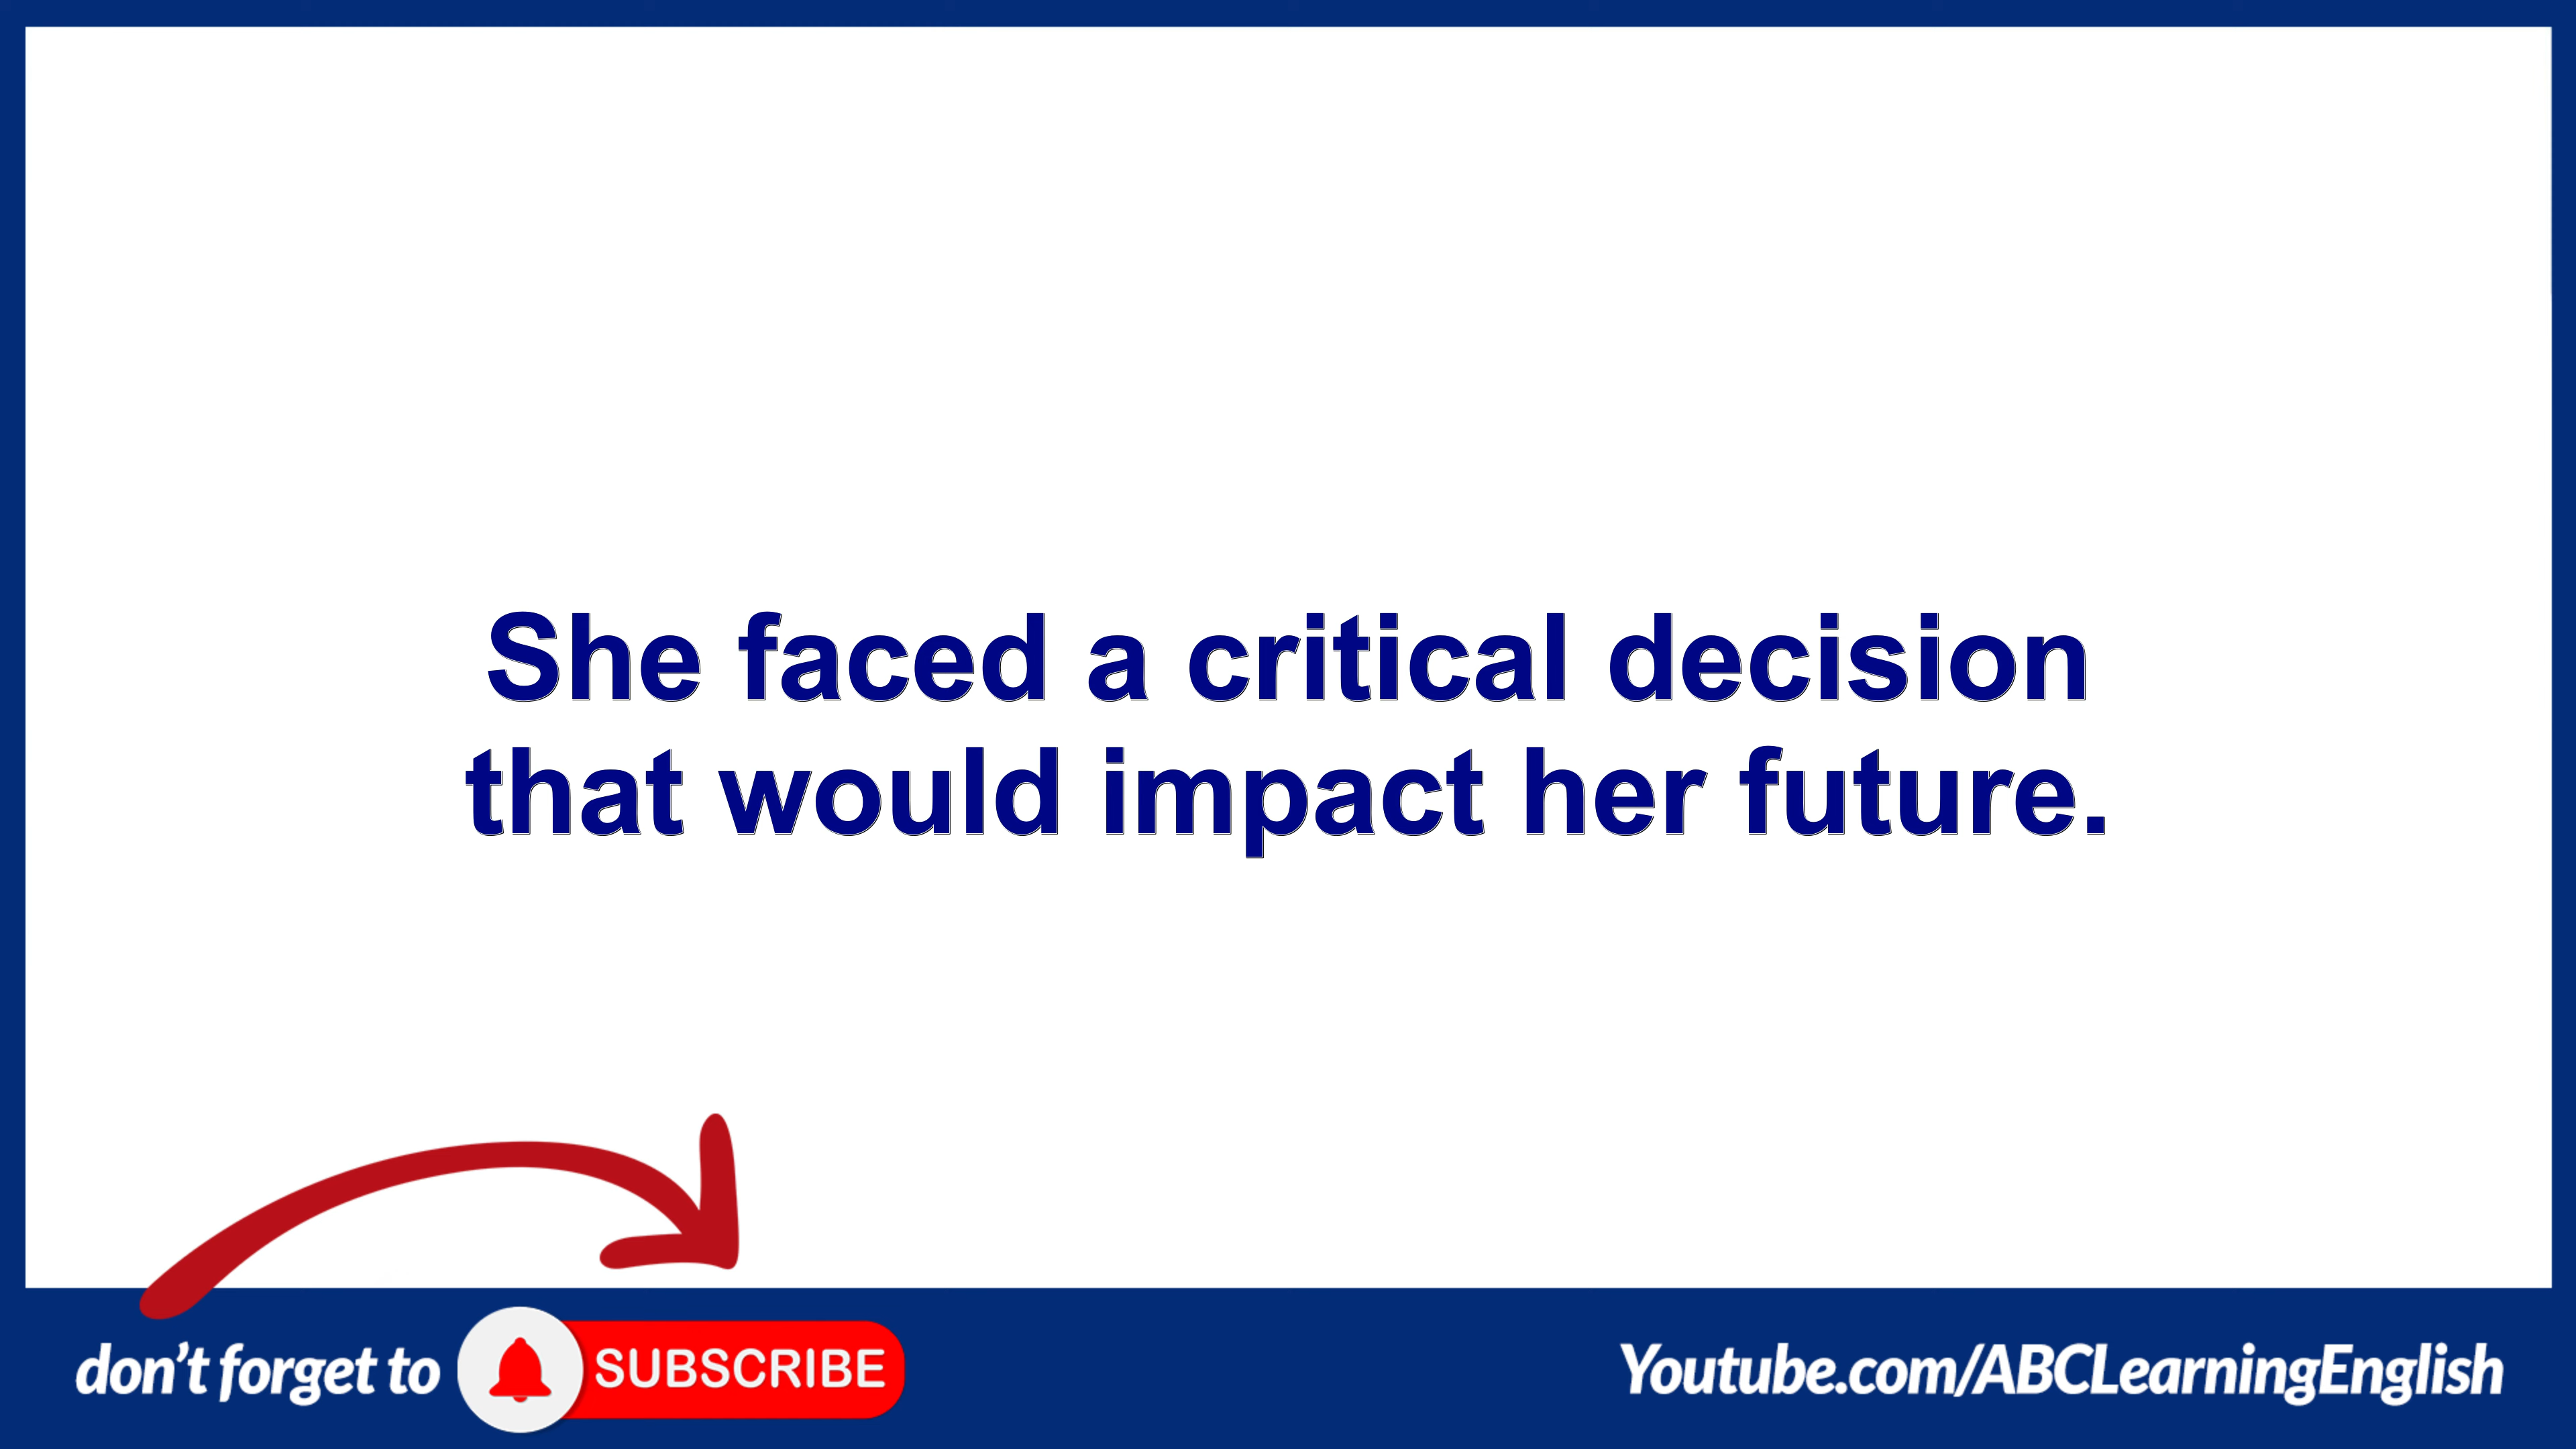 She faced a critical decision
that would impact her future.
don't forget to SUBSCRIBE
Youtube.com/ABCLearningEnglish